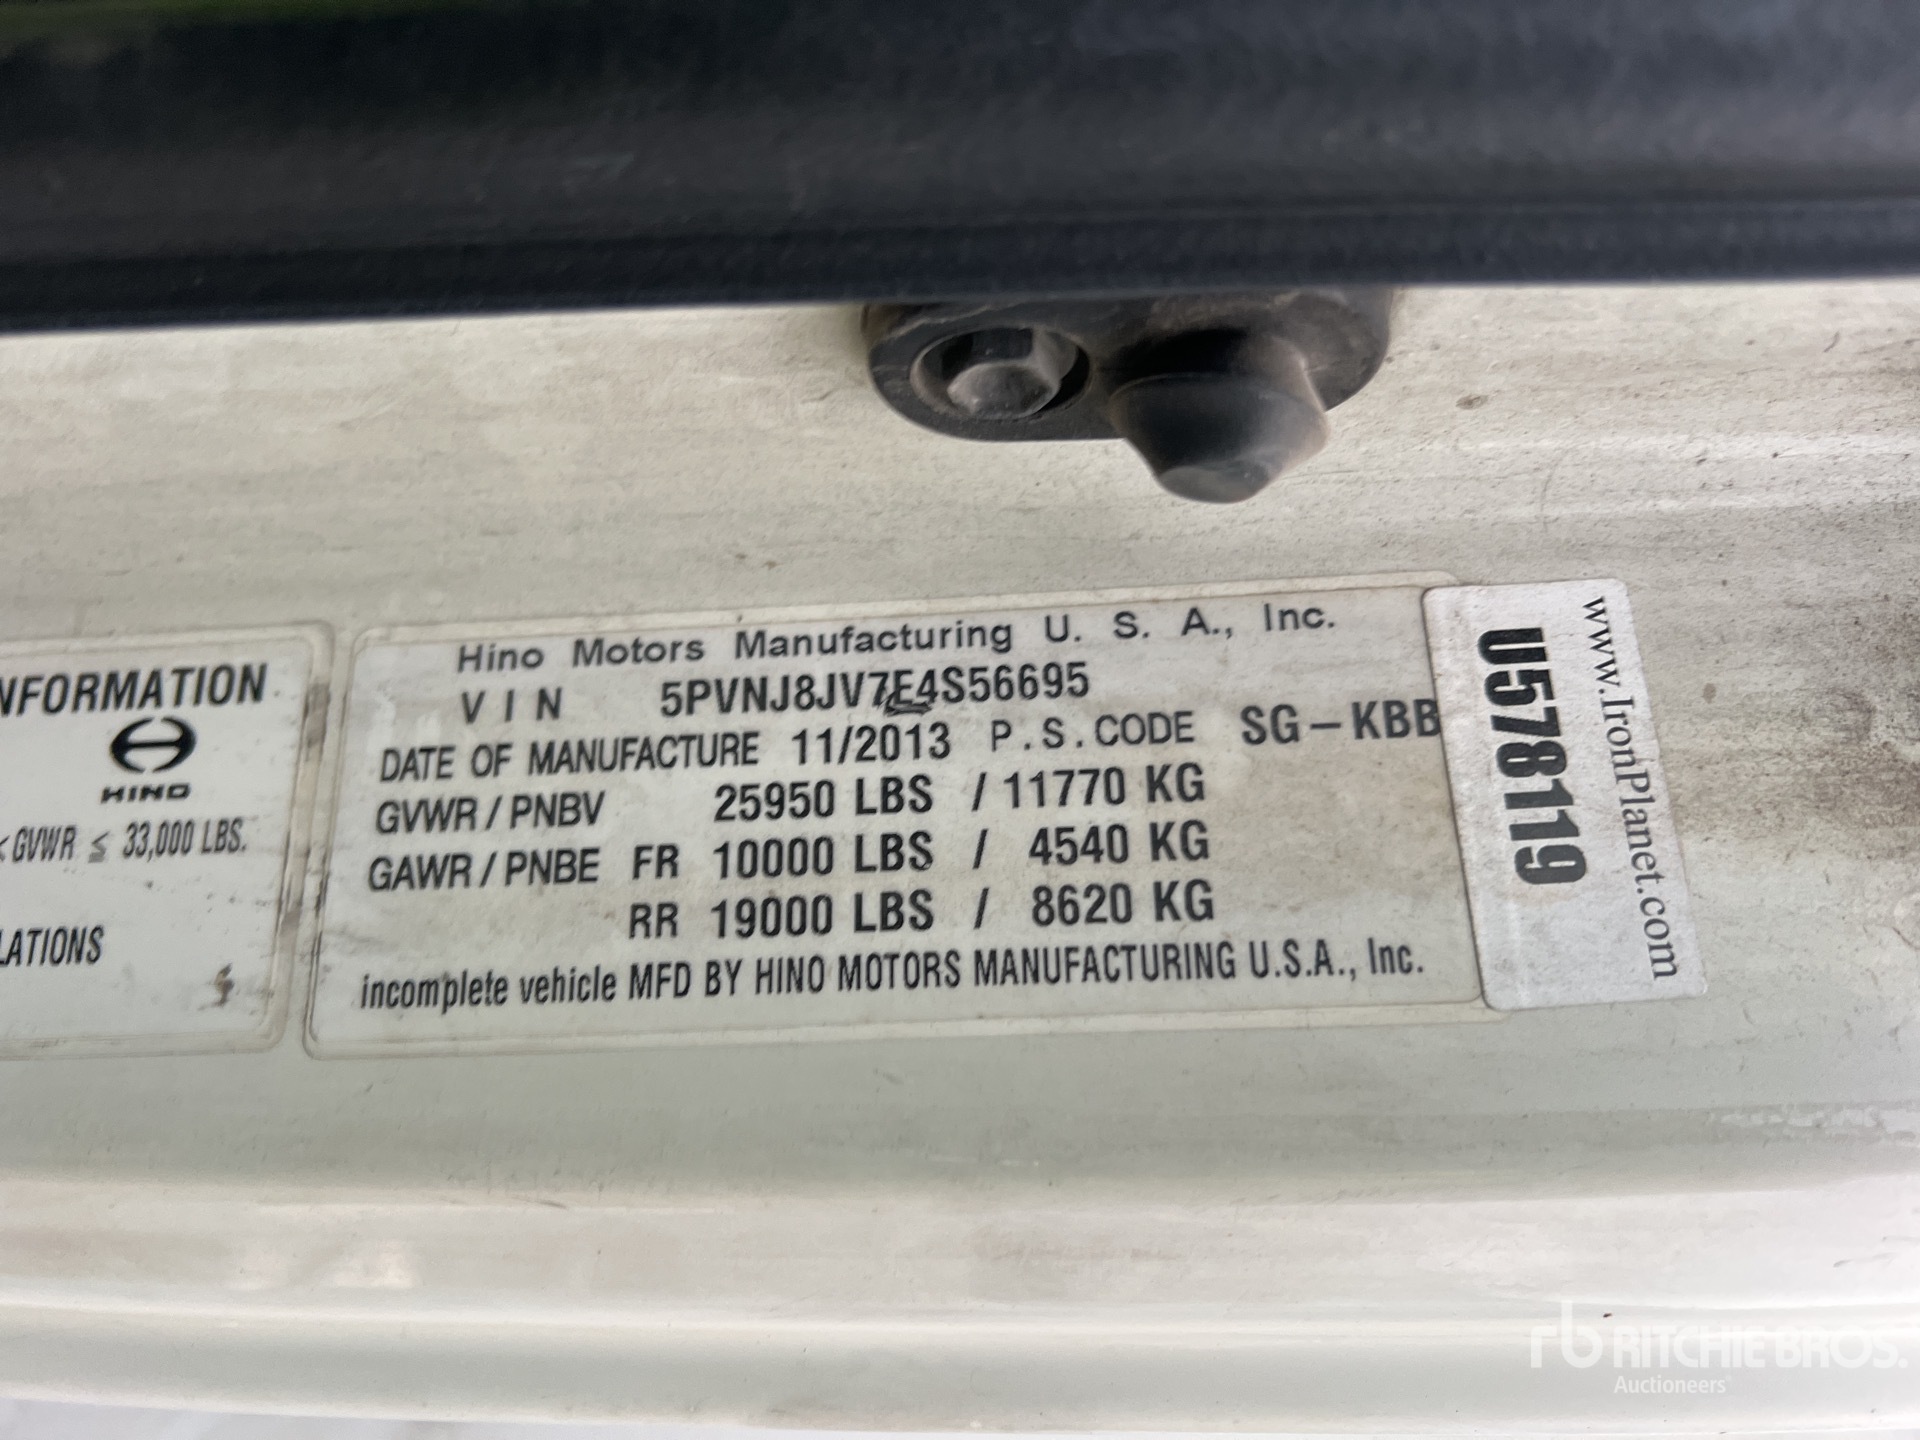 NFORMATION
HINO
<GVWR ≤ 33,000 LBS.
LATIONS
Hino Motors Manufacturing U. S. A., Inc.
VIN 5PVNJ8JV7E4S56695
DATE OF MANUFACTURE 11/2013 P.S.CODE SG-KBB
GVWR/PNBV 25950 LBS / 11770 KG
GAWR/PNBE FR 10000 LBS / 4540 KG
RR 19000 LBS / 8620 KG
incomplete vehicle MFD BY HINO MOTORS MANUFACTURING U.S.A., Inc.
www.IronPlanet.com
U578119
rb RITCHIE BROS.
Auctioneers